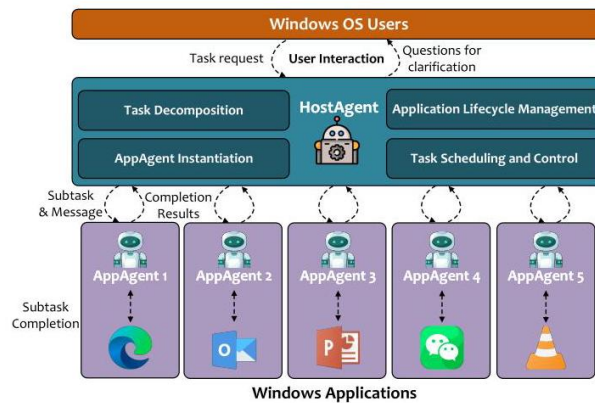 Windows OS Users
Task request
User Interaction
Questions for
clarification
Task Decomposition
HostAgent
Application Lifecycle Management
AppAgent Instantiation
Task Scheduling and Control
Subtask
& Message
Completion
Results
AppAgent 1
AppAgent 2
AppAgent 3
AppAgent 4
AppAgent 5
Subtask
Completion
O
P
Windows Applications